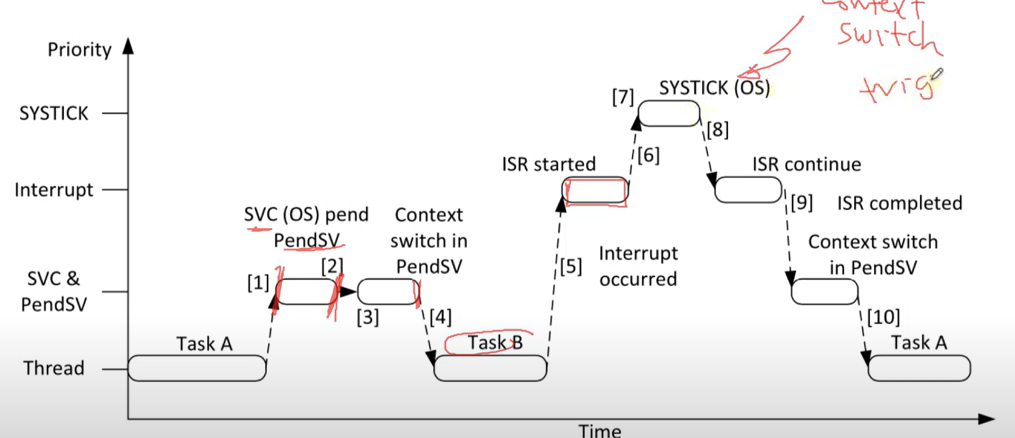 context
switch
trig
Priority
SYSTICK (OS)
SYSTICK
[7]
[8]
[6]
ISR started
ISR continue
Interrupt
[9]
ISR completed
SVC (OS) pend
PendSV
Context
switch in
PendSV
Context switch
in PendSV
[5]
Interrupt
occurred
[1]
[2]
SVC &
PendSV
[3]
[4]
[10]
Task A
Task B
Task A
Thread
Time